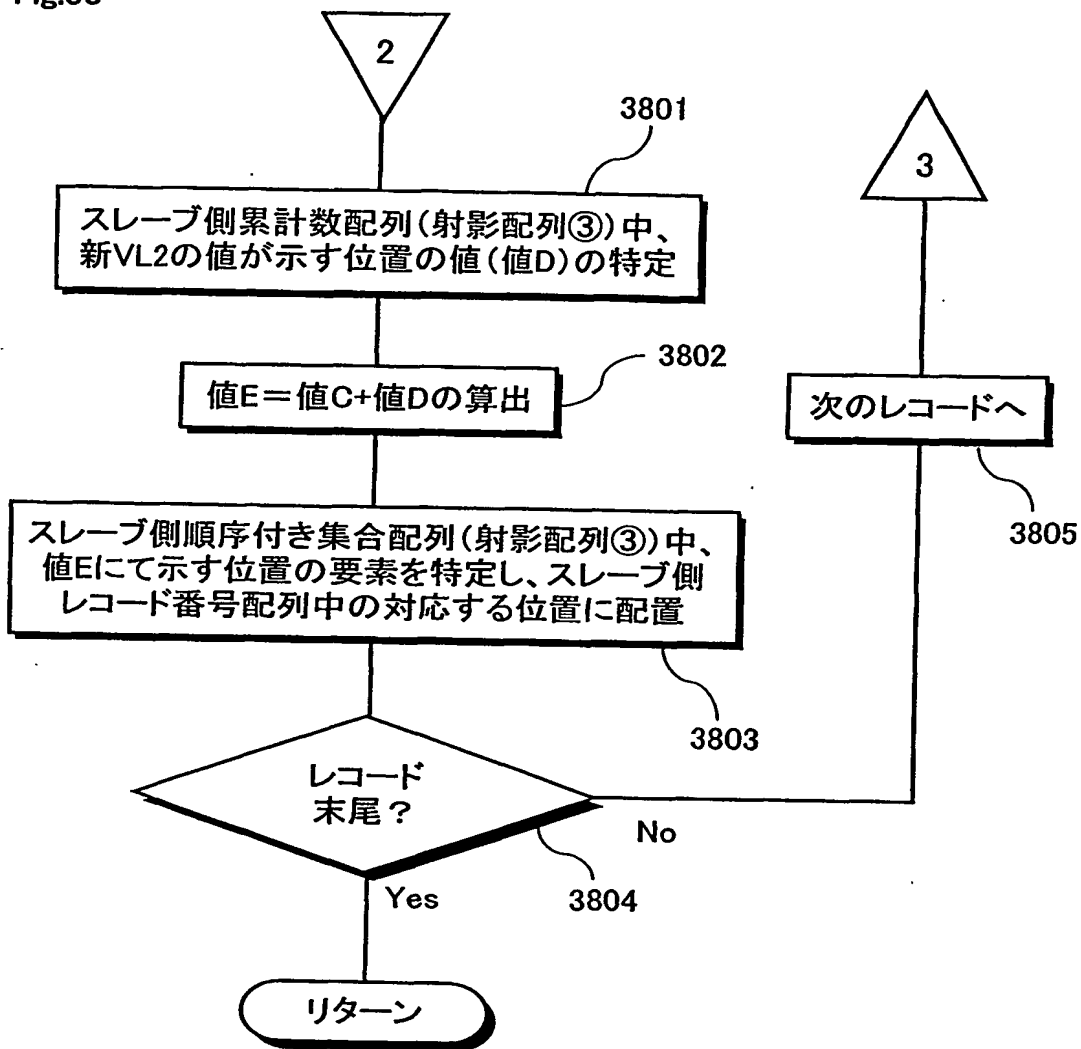 2
3801
スレーブ側累計数配列(射影配列③)中、
新VL2の値が示す位置の値(値D)の特定
3802
値E=値C+値Dの算出
スレーブ側順序付き集合配列(射影配列③)中、
値Eにて示す位置の要素を特定し、スレーブ側
レコード番号配列中の対応する位置に配置
3803
レコード
末尾?
No
Yes
3804
リターン
3
次のレコードへ
3805